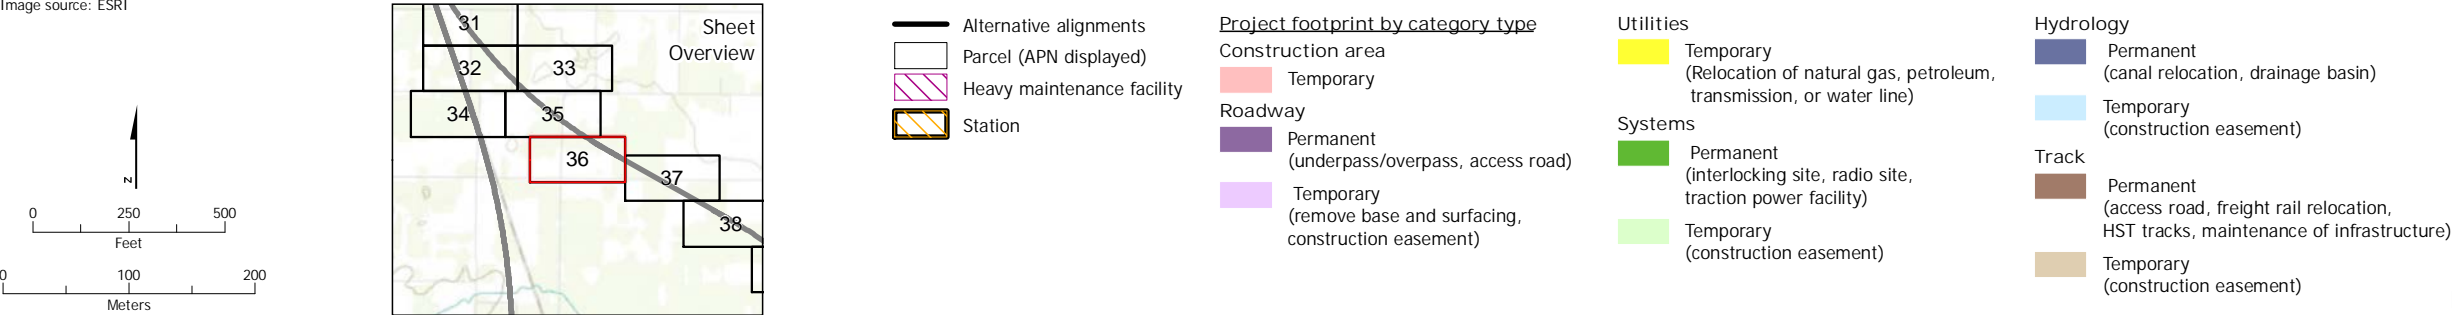 Image source: ESRI
N
0 250 500
Feet
0 100 200
Meters
Sheet
Overview
31
32
33
34
35
36
37
38
Alternative alignments
Parcel (APN displayed)
Heavy maintenance facility
Station
Project footprint by category type
Construction area
Temporary
Roadway
Permanent
(underpass/overpass, access road)
Temporary
(remove base and surfacing,
construction easement)
Utilities
Temporary
(Relocation of natural gas, petroleum,
transmission, or water line)
Systems
Permanent
(interlocking site, radio site,
traction power facility)
Temporary
(construction easement)
Hydrology
Permanent
(canal relocation, drainage basin)
Temporary
(construction easement)
Track
Permanent
(access road, freight rail relocation,
HST tracks, maintenance of infrastructure)
Temporary
(construction easement)